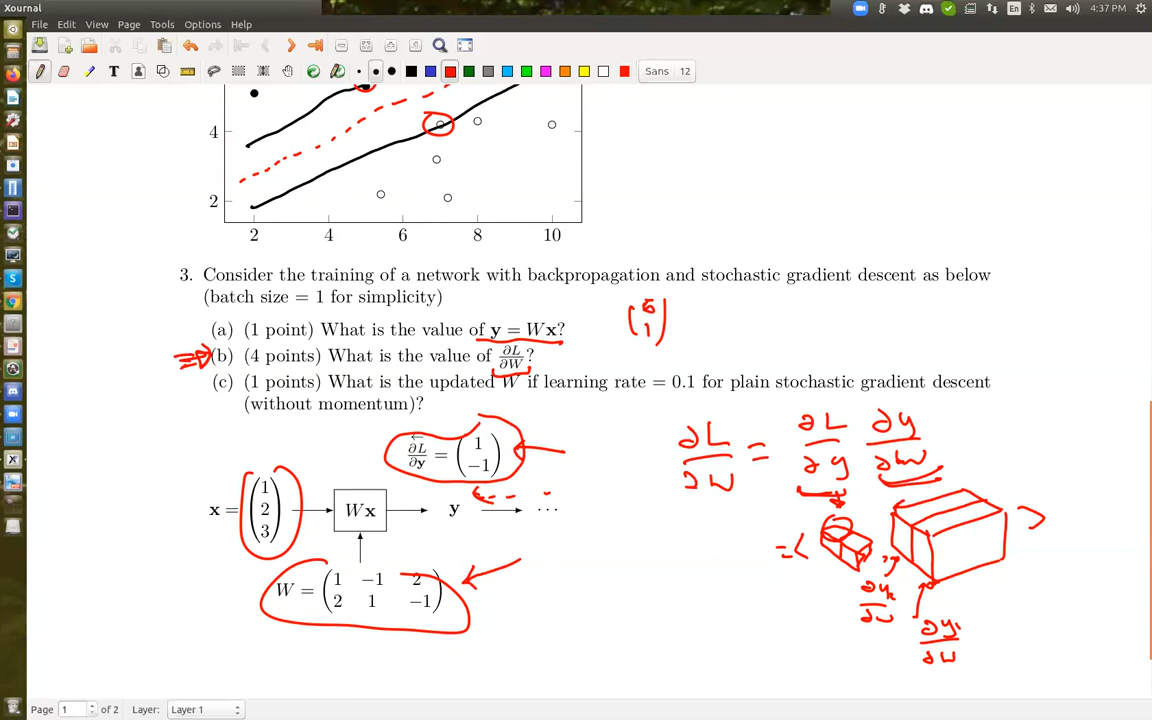 Xournal
En
4:37 PM
File Edit View Page Tools Options Help
T
Sans 12
4
2
2 4 6 8 10
3. Consider the training of a network with backpropagation and stochastic gradient descent as below
(batch size = 1 for simplicity)
(a) (1 point) What is the value of y = Wx?
(b) (4 points) What is the value of ∂L/∂W?
(c) (1 points) What is the updated W if learning rate = 0.1 for plain stochastic gradient descent
(without momentum)?
(5 1)
∂L/∂W = ∂L/∂y ∂y/∂W
∂L/∂y = (1 −1)
x = (1 2 3)
Wx
y
···
W = (1 −1 2
2 1 −1)
= <
>
∂y₂/∂W
∂y₁/∂W
Page 1 of 2 Layer: Layer 1